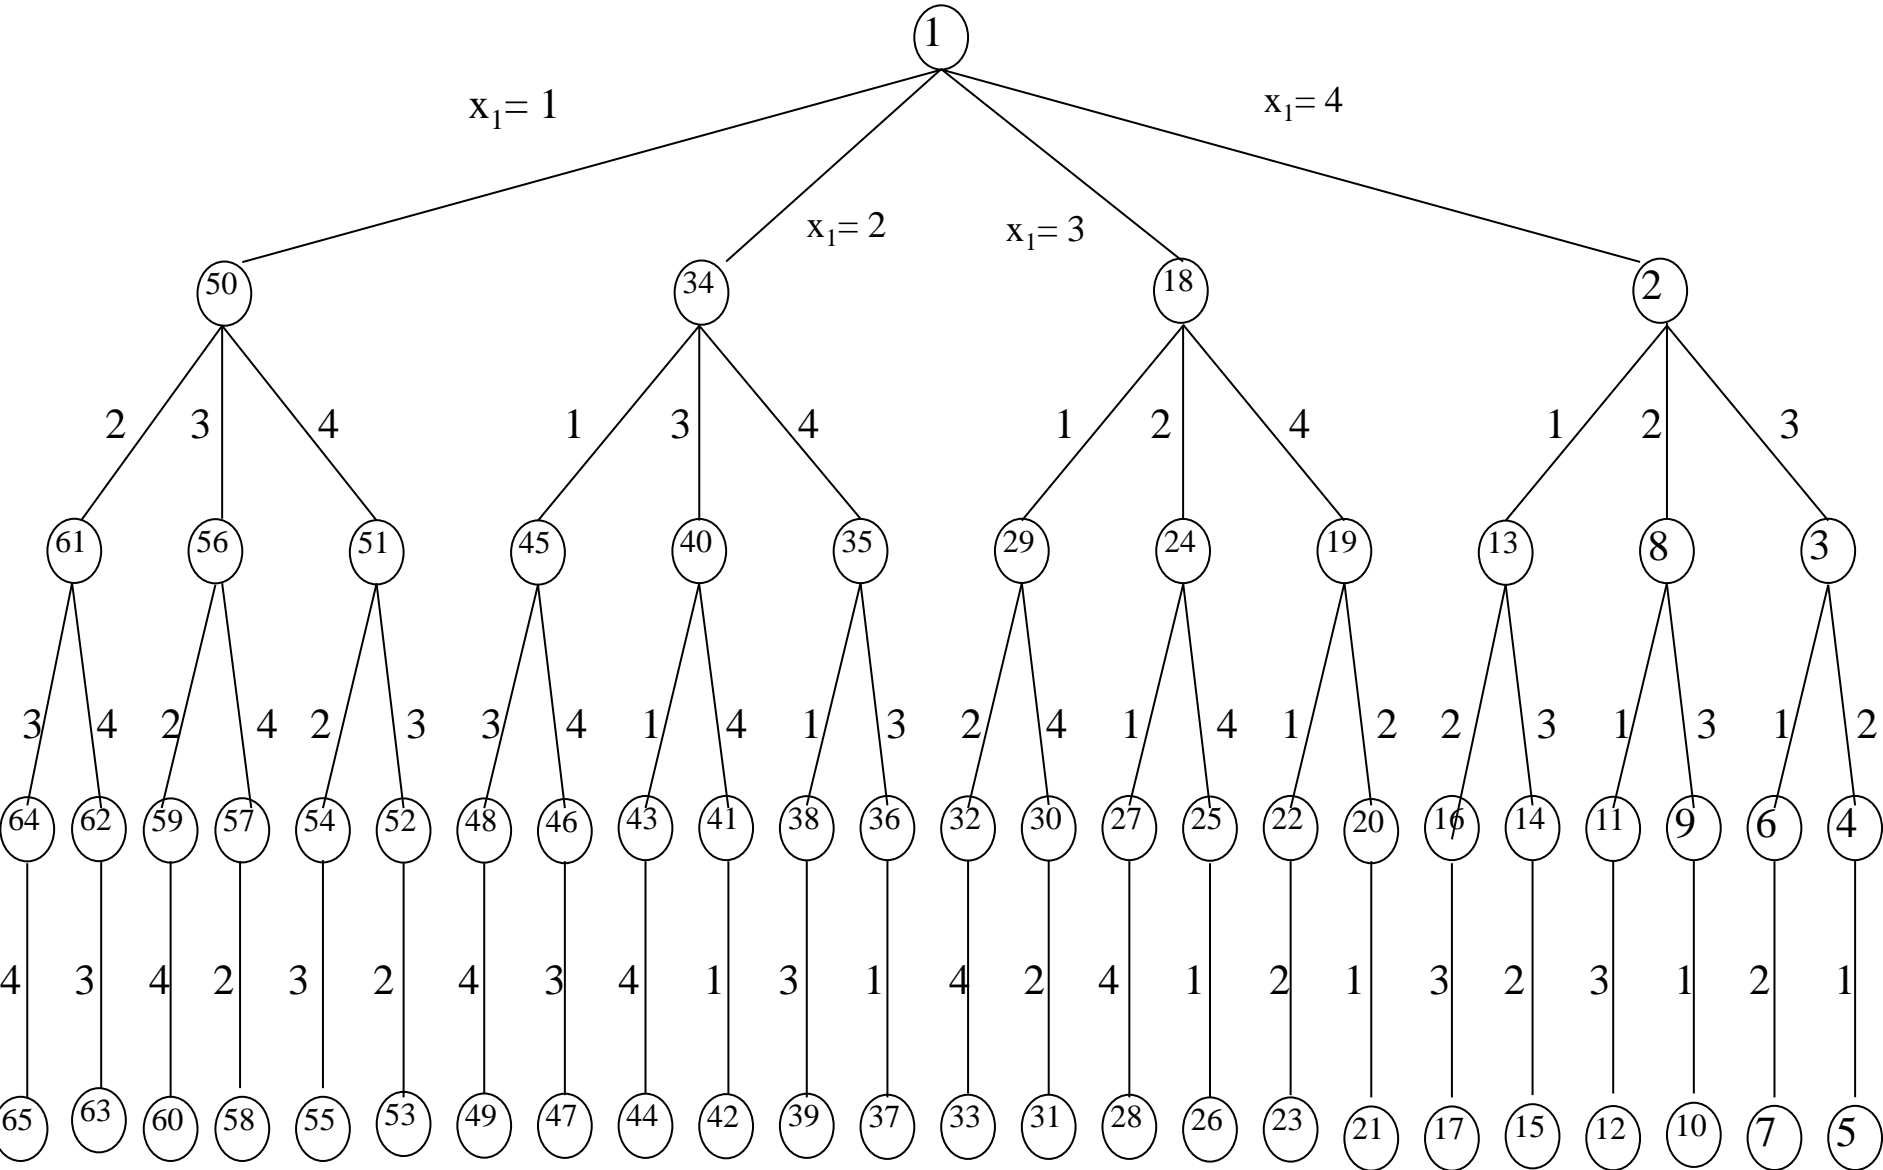 1
x₁= 1
x₁= 4
x₁= 2
x₁= 3
50 34 18 2
2 3 4 1 3 4 1 2 4 1 2 3
61 56 51 45 40 35 29 24 19 13 8 3
3 4 2 4 2 3 3 4 1 4 1 3 2 4 1 4 1 2 2 3 1 3 1 2
64 62 59 57 54 52 48 46 43 41 38 36 32 30 27 25 22 20 16 14 11 9 6 4
4 3 4 2 3 2 4 3 4 1 3 1 4 2 4 1 2 1 3 2 3 1 2 1
65 63 60 58 55 53 49 47 44 42 39 37 33 31 28 26 23 21 17 15 12 10 7 5